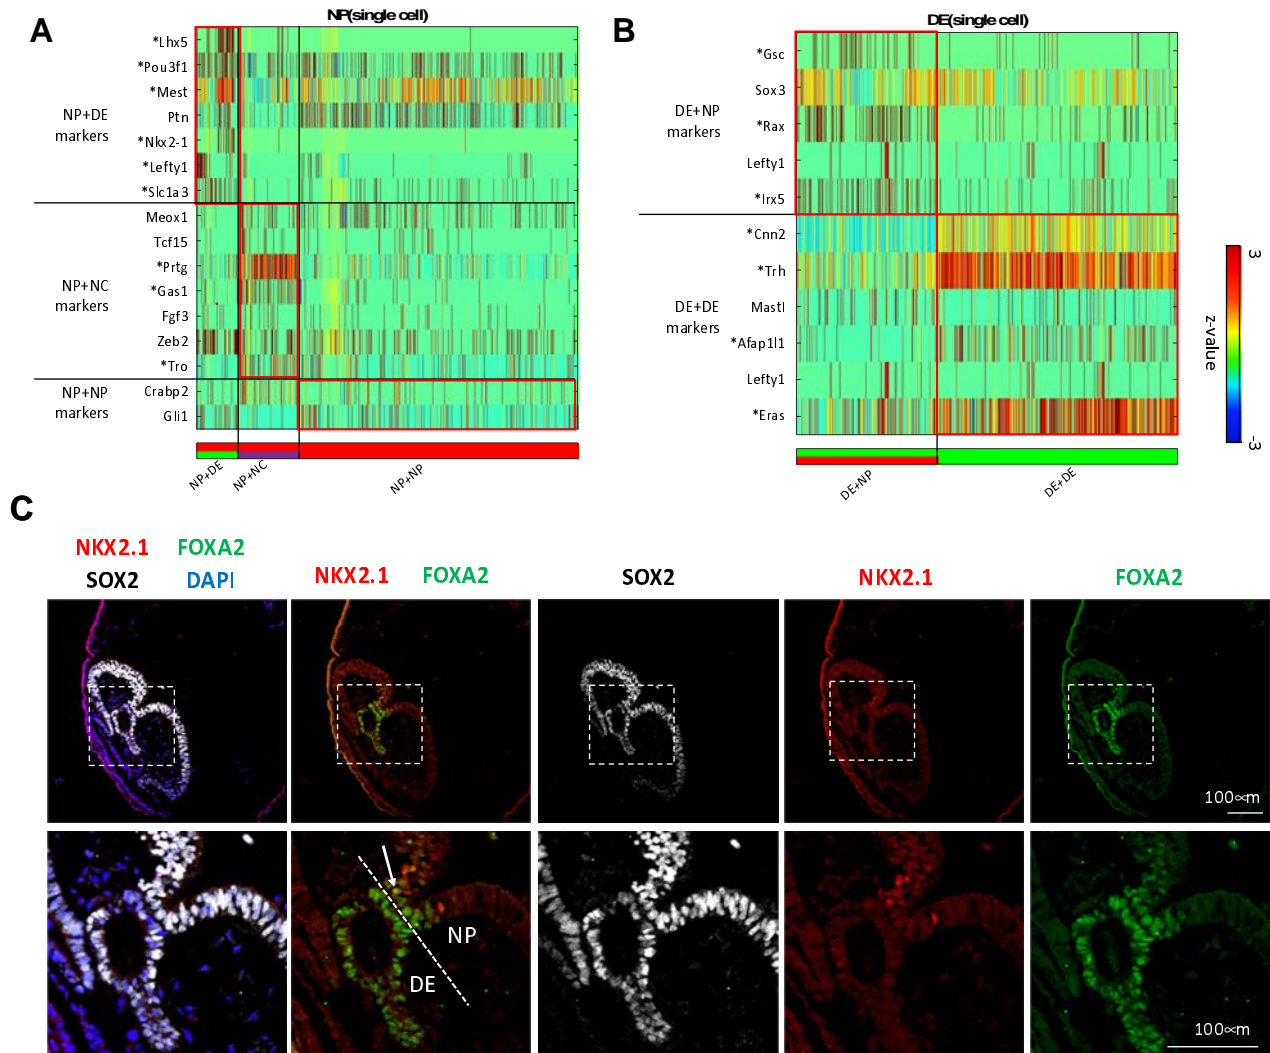 A
NP(single cell)
*Lhx5
*Pou3f1
*Mest
Ptn
*Nkx2-1
*Lefty1
*Slc1a3
NP+DE
markers
Meox1
Tcf15
*Prtg
*Gas1
Fgf3
Zeb2
*Tro
NP+NC
markers
Crabp2
Gli1
NP+NP
markers
NP+DE
NP+NC
NP+NP
B
DE(single cell)
*Gsc
Sox3
*Rax
Lefty1
*Irx5
DE+NP
markers
*Cnn2
*Trh
Mastl
*Afap1l1
Lefty1
*Eras
DE+DE
markers
DE+NP
DE+DE
3
z-value
-3
C
NKX2.1 FOXA2
SOX2 DAPI
NKX2.1 FOXA2
SOX2
NKX2.1
FOXA2
100∝m
NP
DE
100∝m